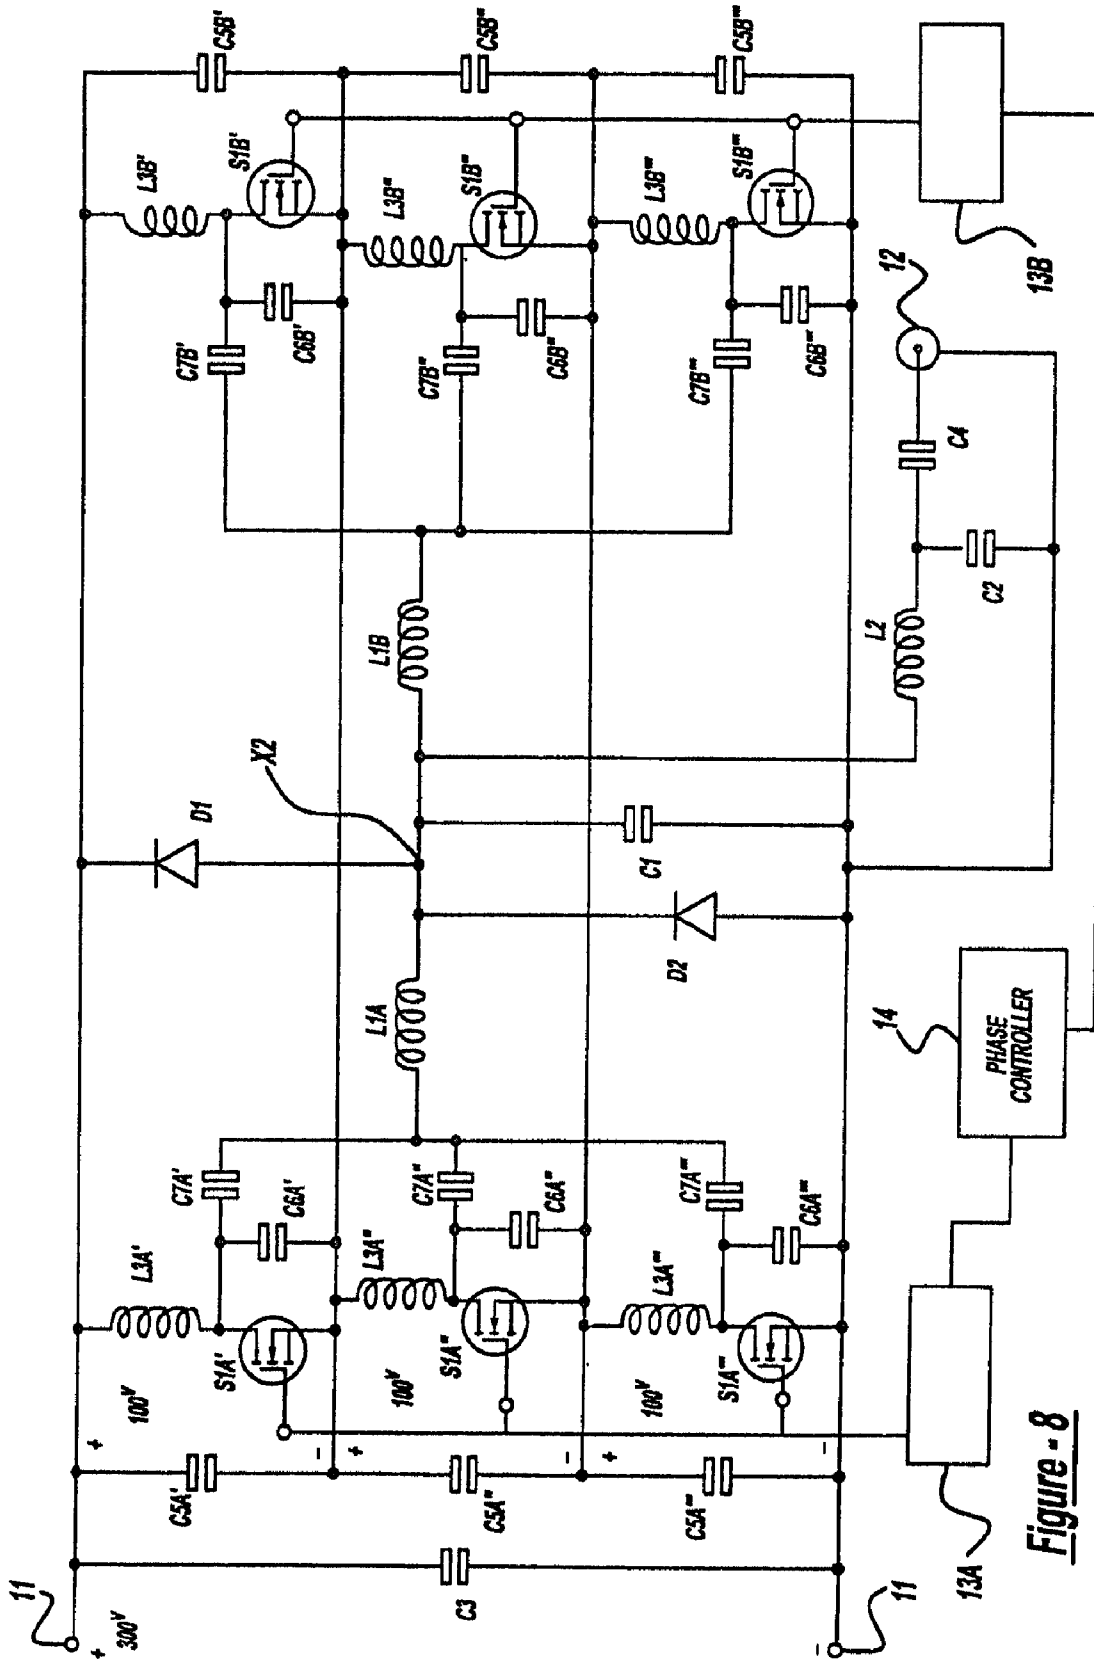 11
+
300V
C3
C5A'
C5A"
C5A'''
+
-
+
-
+
-
100V
100V
100V
L3A'
L3A"
L3A'''
S1A'
S1A"
S1A'''
C7A'
C6A'
C7A"
C6A"
C7A'''
C6A'''
L1A
D1
D2
X2
C1
L1B
C7B'
C6B'
C7B"
C6B"
C7B'''
C6B'''
L3B'
L3B"
L3B'''
S1B'
S1B"
S1B'''
C5B'
C5B"
C5B'''
L2
C2
C4
12
13B
14
PHASE
CONTROLLER
13A
-
11
Figure - 8